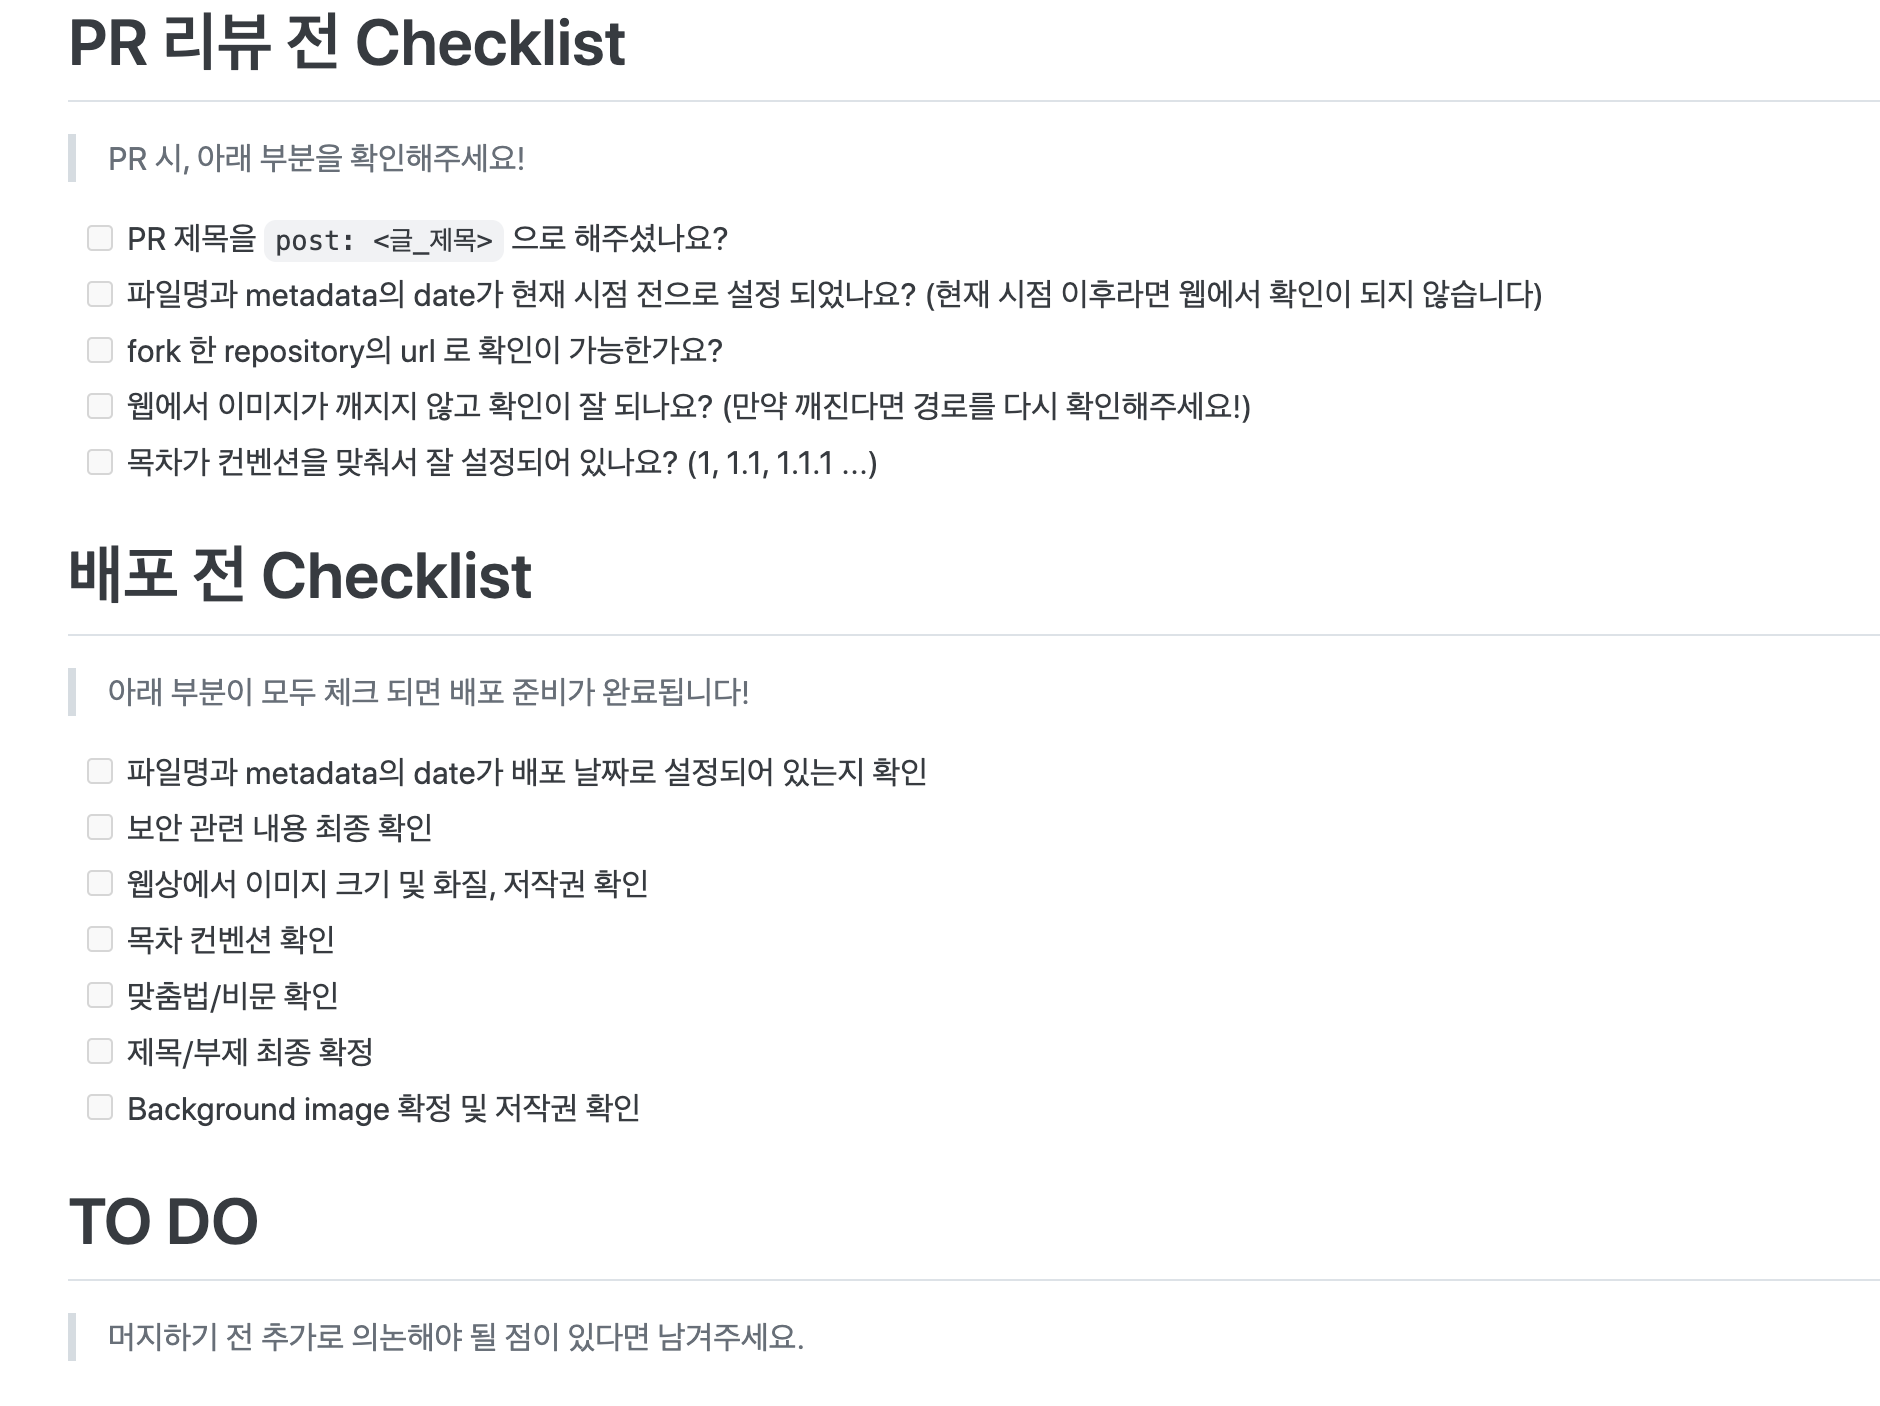 PR 리뷰 전 Checklist
PR 시, 아래 부분을 확인해주세요!
PR 제목을 post: <글_제목> 으로 해주셨나요?
파일명과 metadata의 date가 현재 시점 전으로 설정 되었나요? (현재 시점 이후라면 웹에서 확인이 되지 않습니다)
fork 한 repository의 url 로 확인이 가능한가요?
웹에서 이미지가 깨지지 않고 확인이 잘 되나요? (만약 깨진다면 경로를 다시 확인해주세요!)
목차가 컨벤션을 맞춰서 잘 설정되어 있나요? (1, 1.1, 1.1.1 ...)
배포 전 Checklist
아래 부분이 모두 체크 되면 배포 준비가 완료됩니다!
파일명과 metadata의 date가 배포 날짜로 설정되어 있는지 확인
보안 관련 내용 최종 확인
웹상에서 이미지 크기 및 화질, 저작권 확인
목차 컨벤션 확인
맞춤법/비문 확인
제목/부제 최종 확정
Background image 확정 및 저작권 확인
TO DO
머지하기 전 추가로 의논해야 될 점이 있다면 남겨주세요.